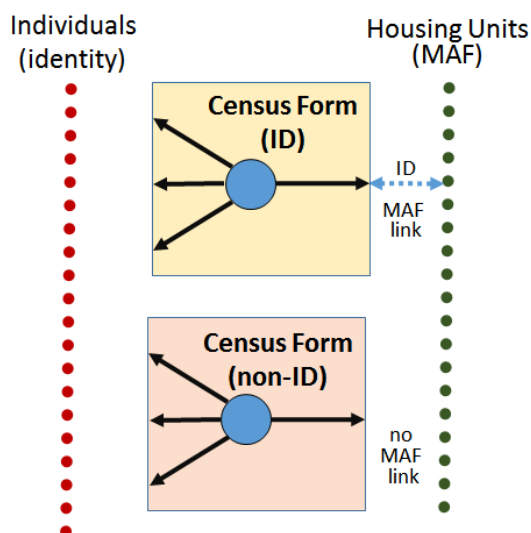 Individuals
(identity)
Housing Units
(MAF)
Census Form
(ID)
ID
MAF
link
Census Form
(non-ID)
no
MAF
link